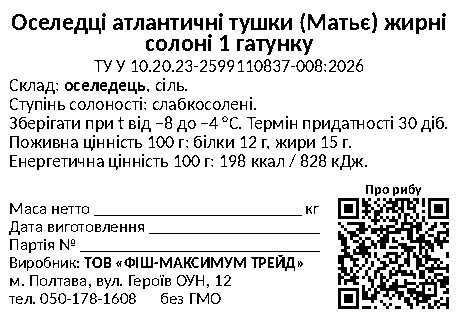 Оселедці атлантичні тушки (Матьє) жирні
солоні 1 гатунку
ТУ У 10.20.23-2599110837-008:2026
Склад: оселедець, сіль.
Ступінь солоності: слабкосолені.
Зберігати при t від −8 до −4 °C. Термін придатності 30 діб.
Поживна цінність 100 г: білки 12 г, жири 15 г.
Енергетична цінність 100 г: 198 ккал / 828 кДж.
Про рибу
Маса нетто ____________________ кг
Дата виготовлення ____________________
Партія № ____________________
Виробник: ТОВ «ФІШ-МАКСИМУМ ТРЕЙД»
м. Полтава, вул. Героїв ОУН, 12
тел. 050-178-1608 без ГМО